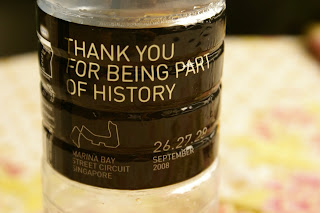 THANK YOU
FOR BEING PART
OF HISTORY
MARINA BAY
STREET CIRCUIT
SINGAPORE
26.27.28
SEPTEMBER
2008